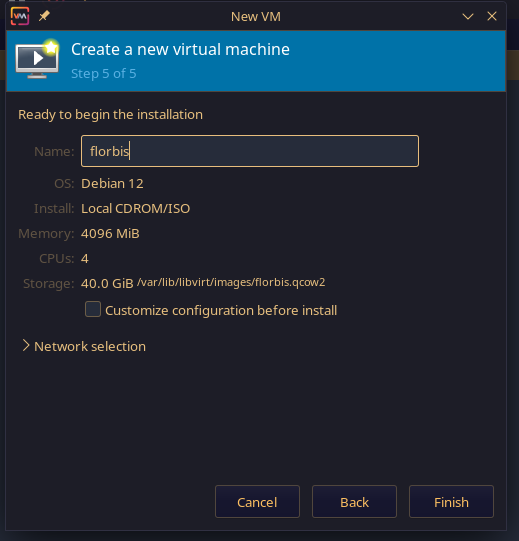 New VM
Create a new virtual machine
Step 5 of 5
Ready to begin the installation
Name: florbis
OS: Debian 12
Install: Local CDROM/ISO
Memory: 4096 MiB
CPUs: 4
Storage: 40.0 GiB /var/lib/libvirt/images/florbis.qcow2
Customize configuration before install
Network selection
Cancel Back Finish